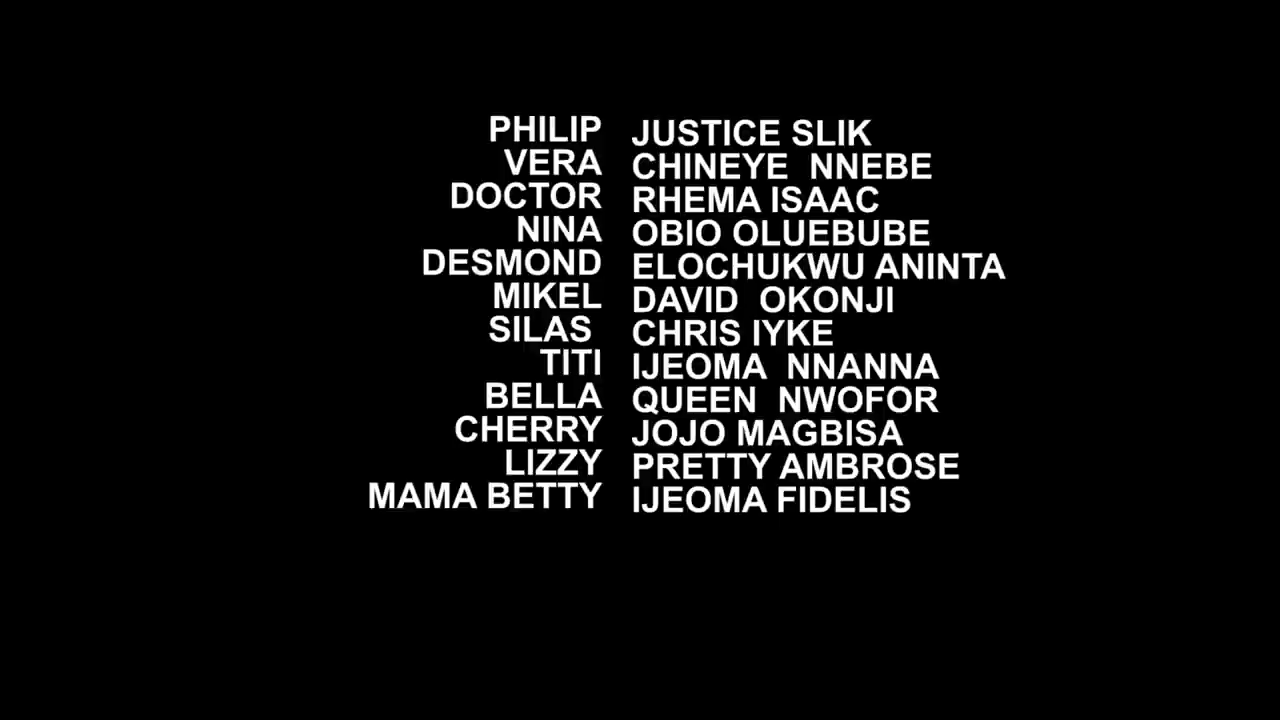 PHILIP JUSTICE SLIK
VERA CHINEYE  NNEBE
DOCTOR RHEMA ISAAC
NINA OBIO OLUEBUBE
DESMOND ELOCHUKWU ANINTA
MIKEL DAVID  OKONJI
SILAS CHRIS IYKE
TITI IJEOMA  NNANNA
BELLA QUEEN  NWOFOR
CHERRY JOJO MAGBISA
LIZZY PRETTY AMBROSE
MAMA BETTY IJEOMA FIDELIS